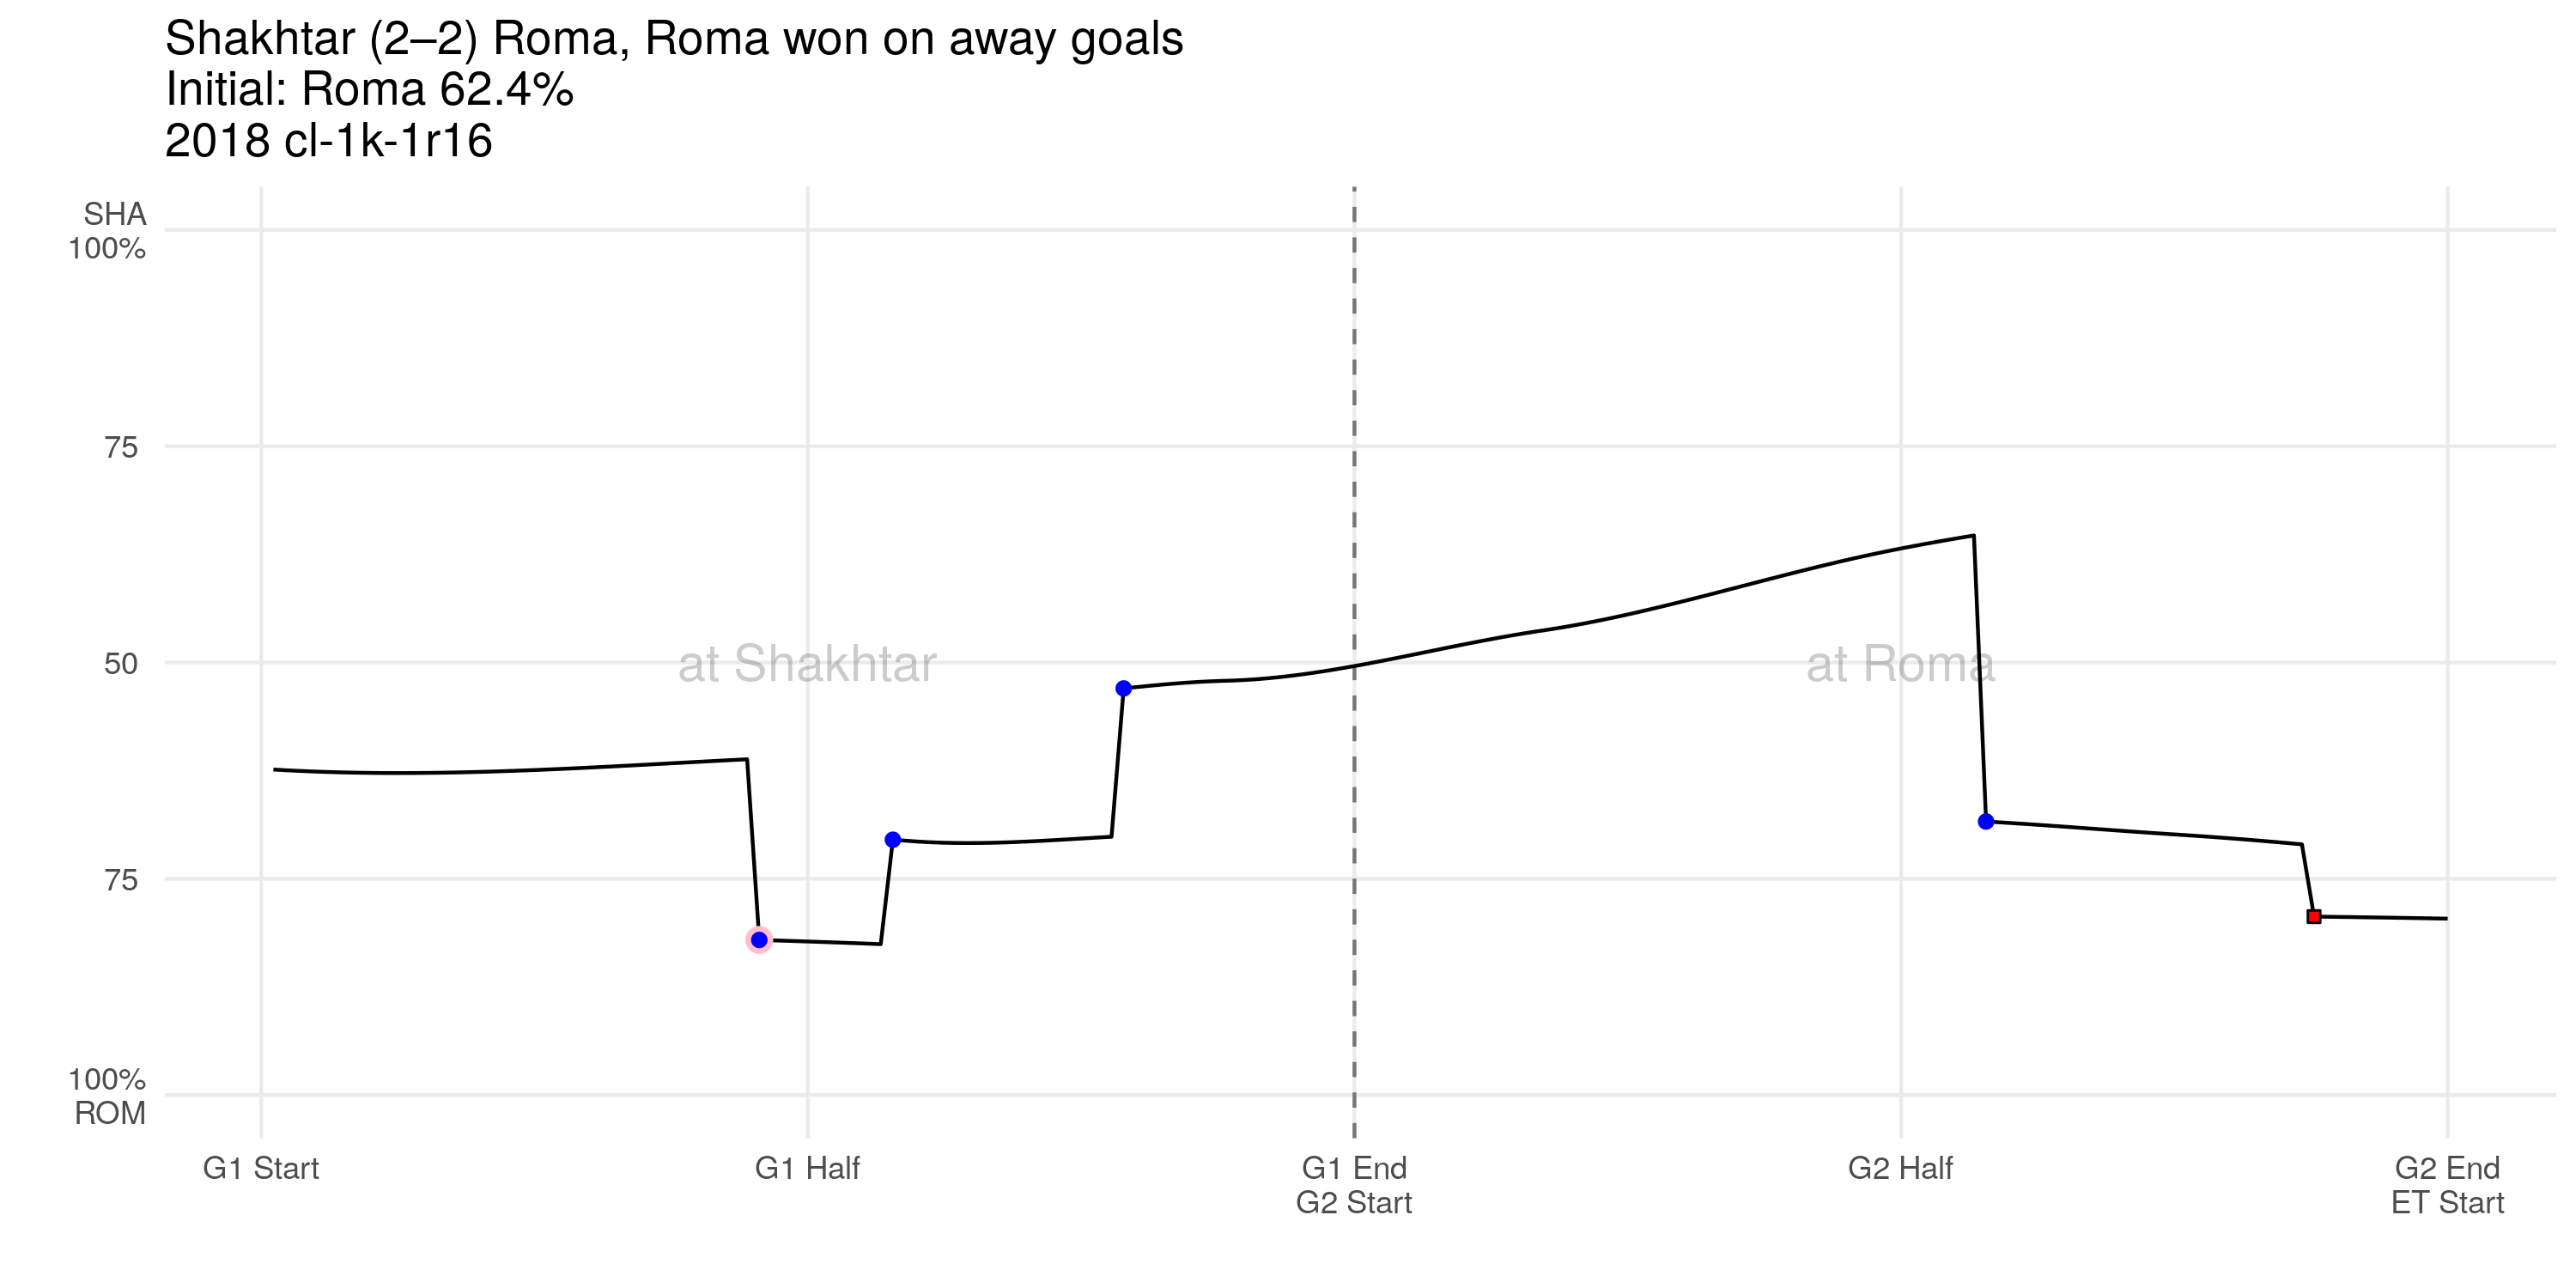 Shakhtar (2–2) Roma, Roma won on away goals
Initial: Roma 62.4%
2018 cl-1k-1r16
SHA
100%
75
50
75
100%
ROM
at Shakhtar
at Roma
G1 Start
G1 Half
G1 End
G2 Start
G2 Half
G2 End
ET Start